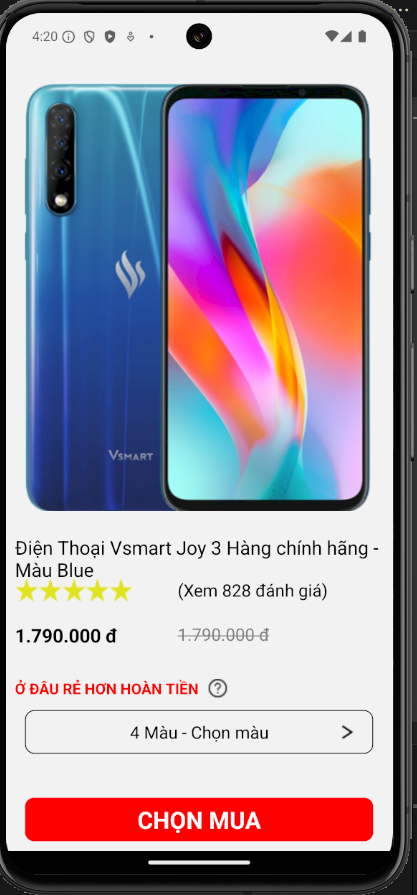 4:20
VSMART
Điện Thoại Vsmart Joy 3 Hàng chính hãng -
Màu Blue
(Xem 828 đánh giá)
1.790.000 đ
1.790.000 đ
Ở ĐÂU RẺ HƠN HOÀN TIỀN ?
4 Màu - Chọn màu >
CHỌN MUA